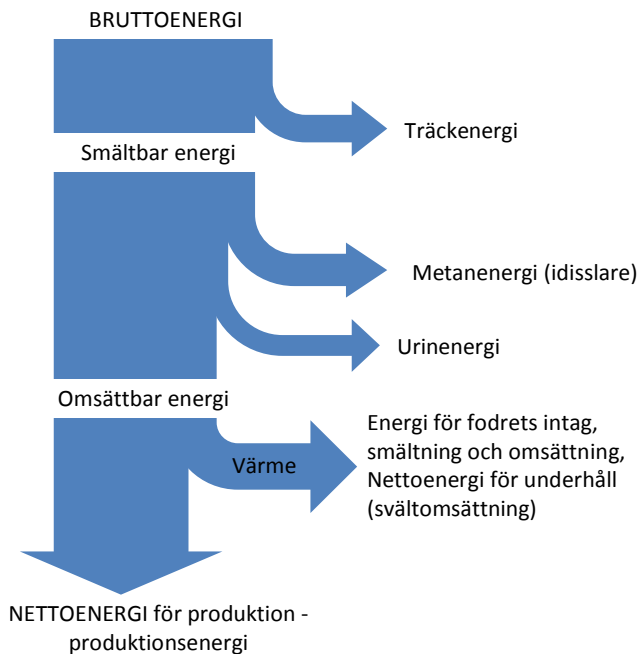 BRUTTOENERGI
Träckenergi
Smältbar energi
Metanenergi (idisslare)
Urinenergi
Omsättbar energi
Värme
Energi för fodrets intag,
smältning och omsättning,
Nettoenergi för underhåll
(svältomsättning)
NETTOENERGI för produktion -
produktionsenergi